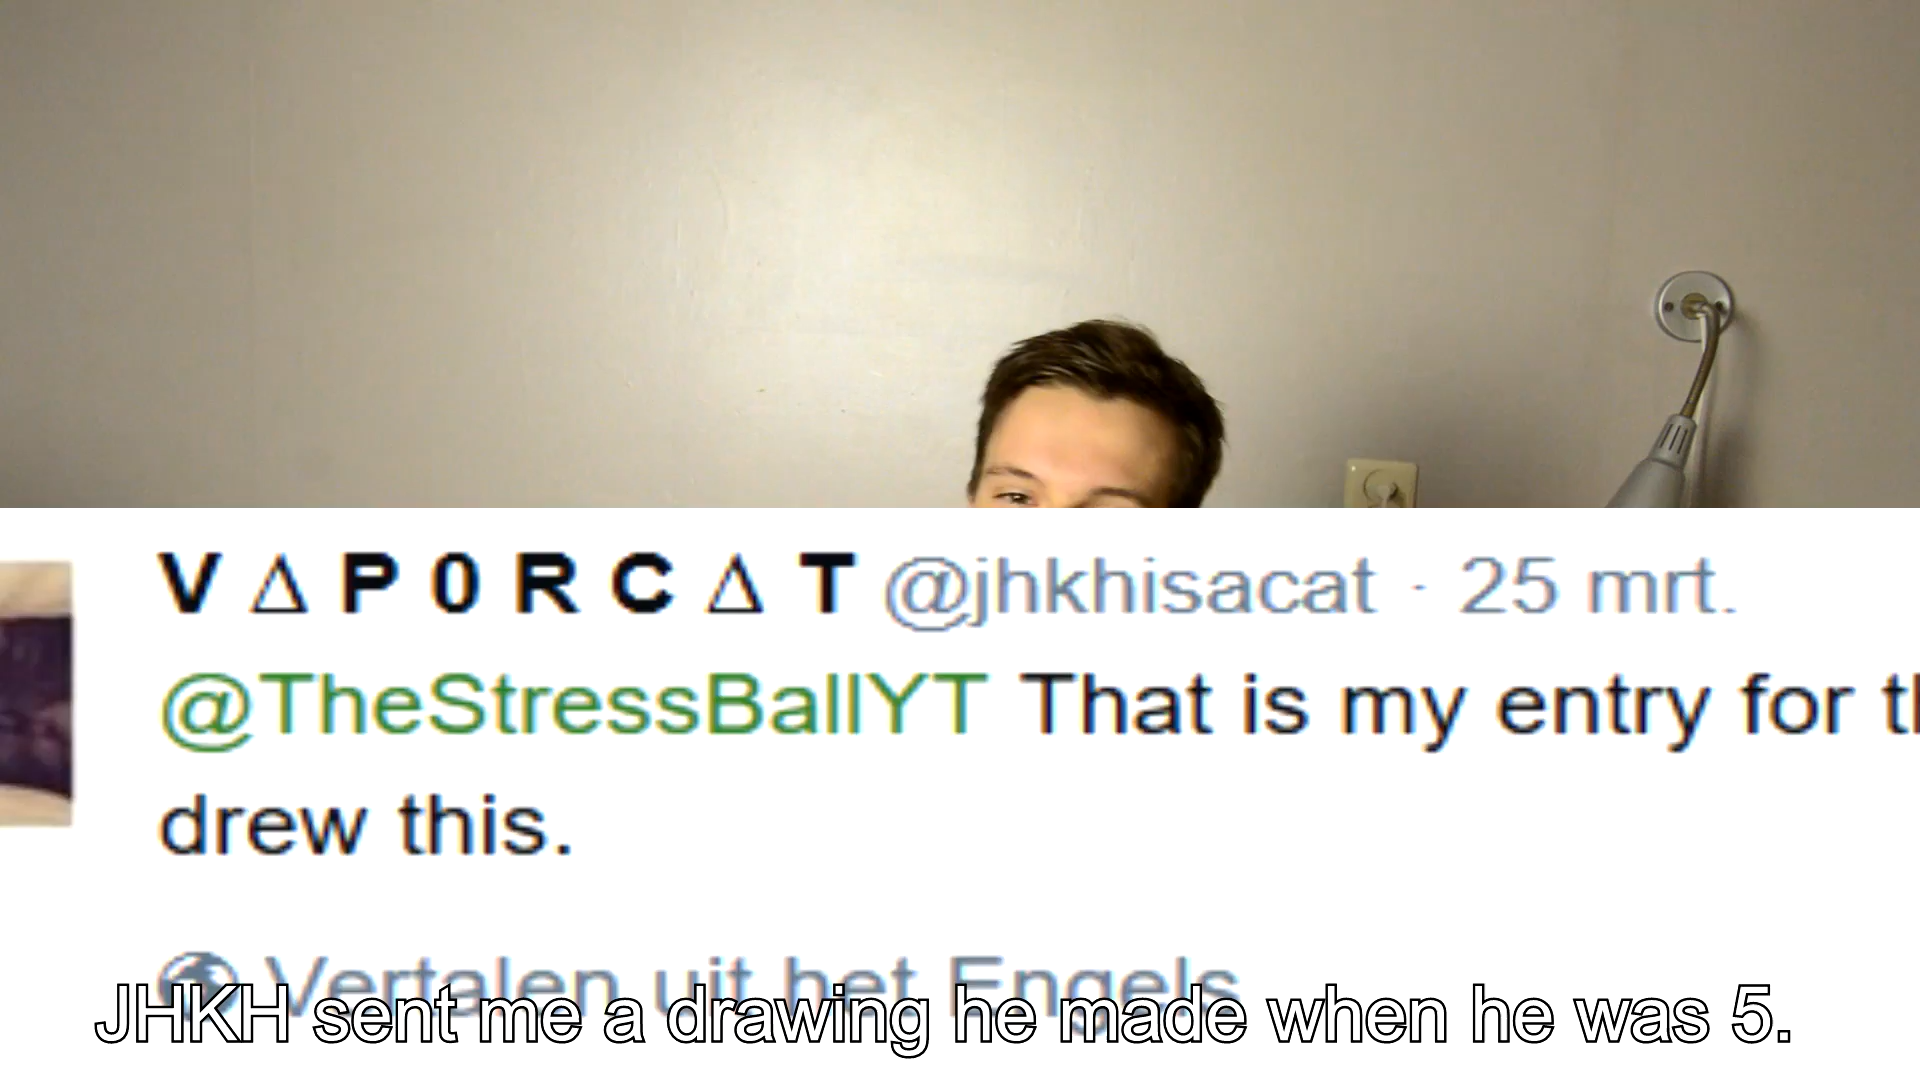 V Δ P 0 R C Δ T @jhkhisacat · 25 mrt.
@TheStressBallYT That is my entry for
drew this.
Vertalen uit het Engels
JHKH sent me a drawing he made when he was 5.